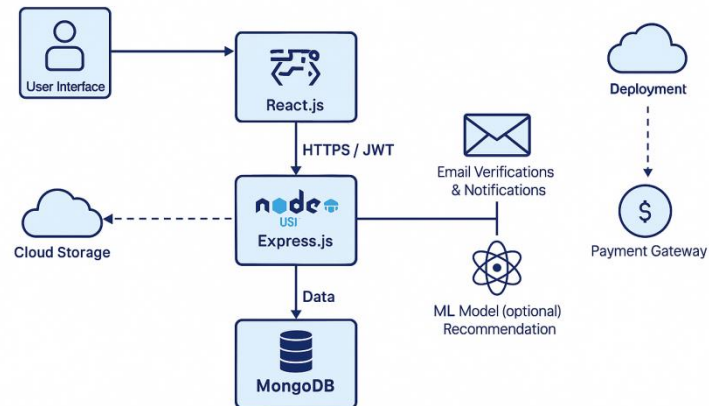 User Interface
React.js
HTTPS / JWT
node
USI
Express.js
Cloud Storage
Data
MongoDB
Email Verifications
& Notifications
ML Model (optional)
Recommendation
Deployment
$
Payment Gateway